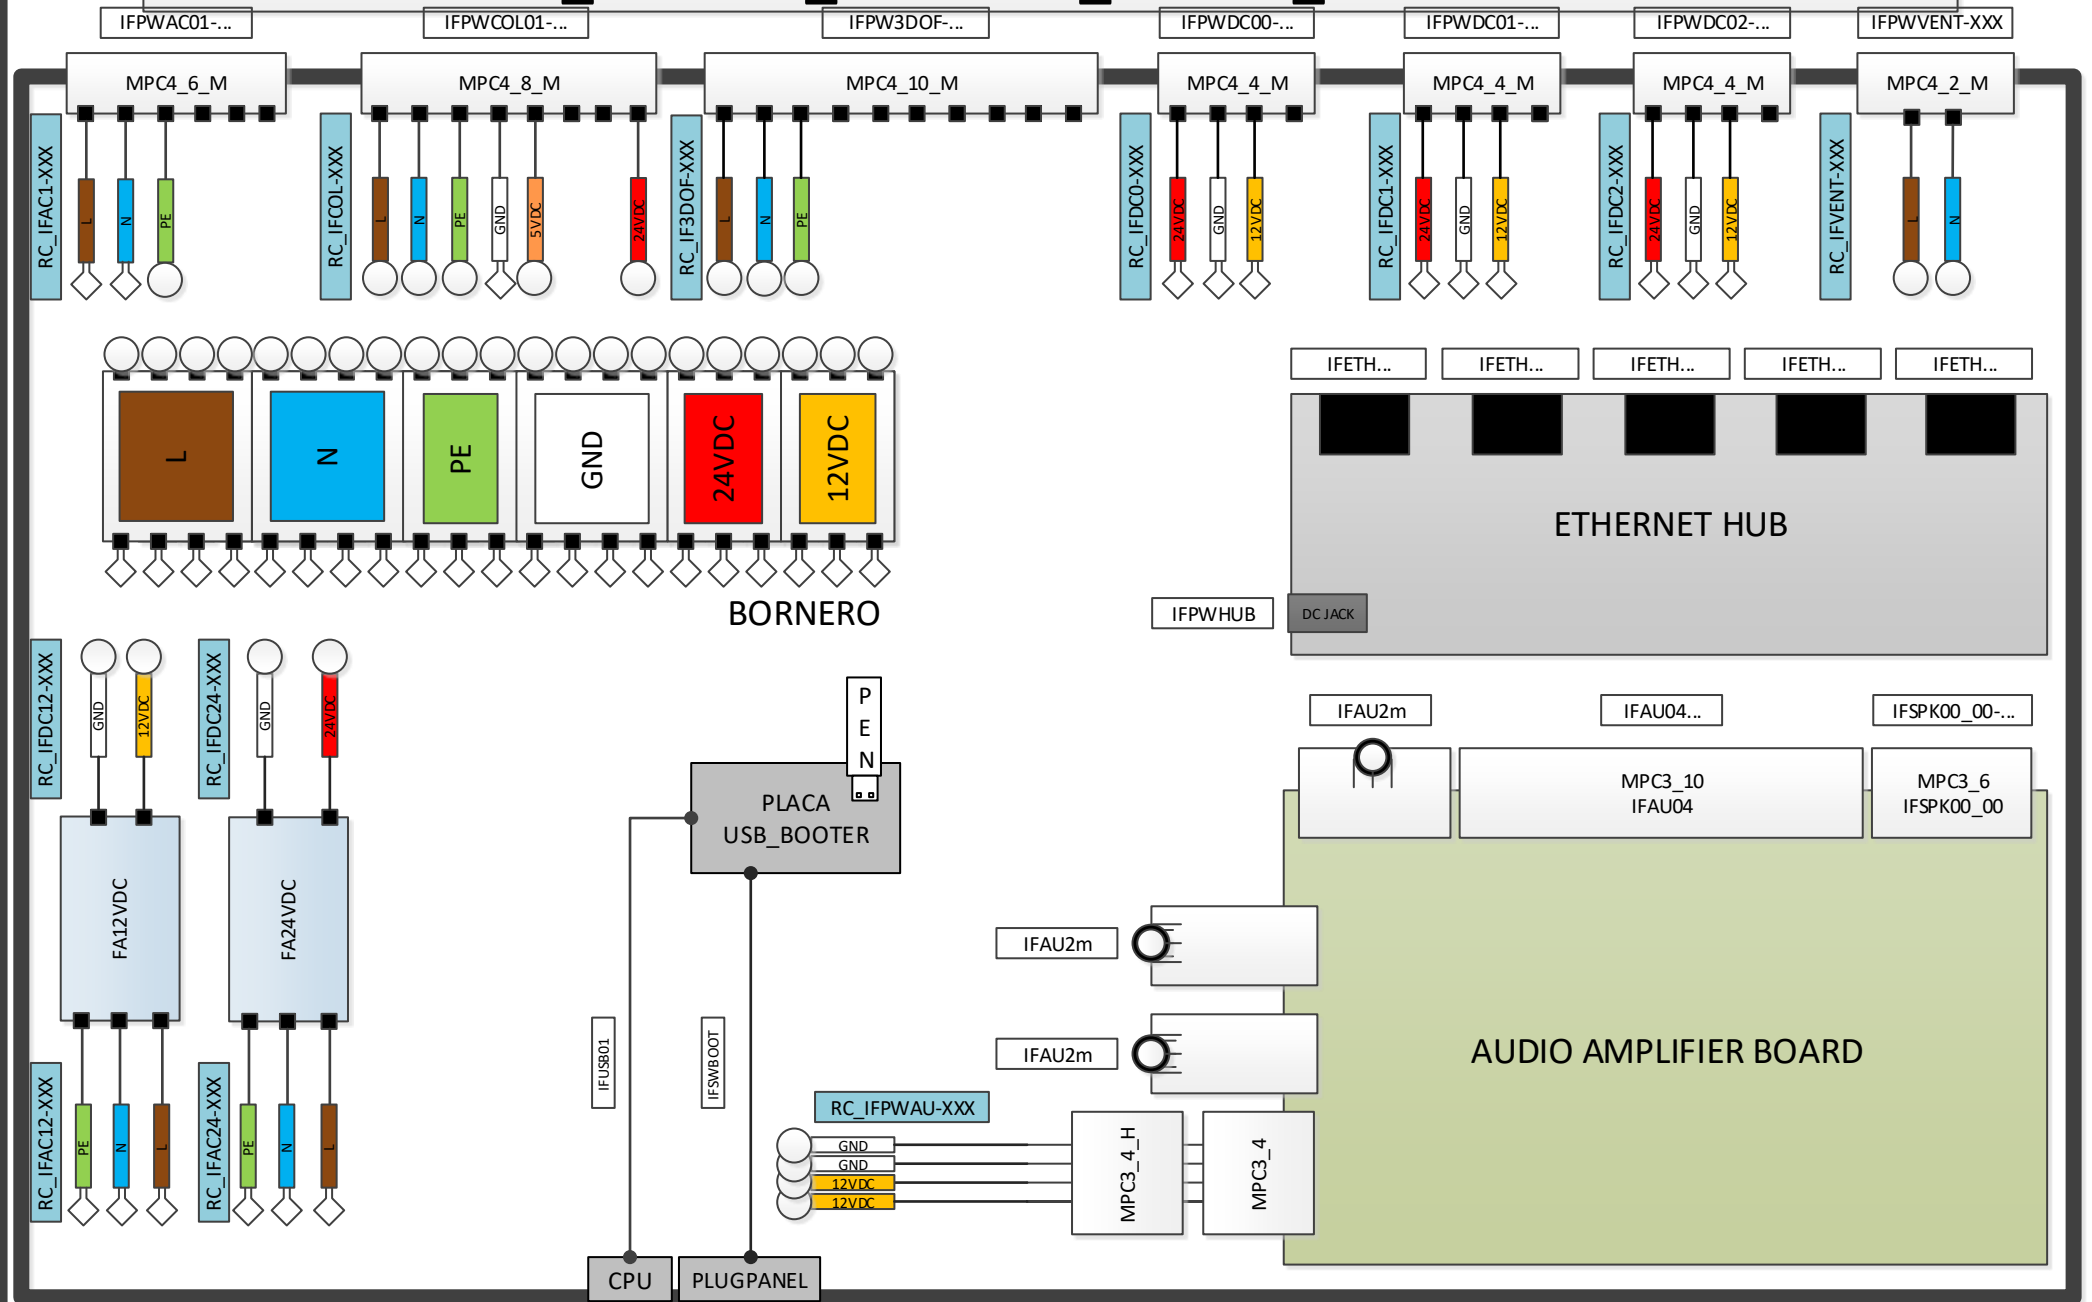 IFPWAC01-...
IFPWCOL01-...
IFPW3DOF-...
IFPWDC00-...
IFPWDC01-...
IFPWDC02-...
IFPWVENT-XXX
MPC4_6_M
MPC4_8_M
MPC4_10_M
MPC4_4_M
MPC4_4_M
MPC4_4_M
MPC4_2_M
RC_IFAC1-XXX
L
N
PE
RC_IFCOL-XXX
L
N
PE
GND
5VDC
24VDC
RC_IF3DOF-XXX
L
N
PE
RC_IFDC0-XXX
24VDC
GND
12VDC
RC_IFDC1-XXX
24VDC
GND
12VDC
RC_IFDC2-XXX
24VDC
GND
12VDC
RC_IFVENT-XXX
L
N
L
N
PE
GND
24VDC
12VDC
BORNERO
IFETH...
IFETH...
IFETH...
IFETH...
IFETH...
ETHERNET HUB
IFPWHUB
DC JACK
RC_IFDC12-XXX
GND
12VDC
RC_IFDC24-XXX
GND
24VDC
FA12VDC
FA24VDC
RC_IFAC12-XXX
PE
N
L
RC_IFAC24-XXX
PE
N
L
P
E
N
PLACA
USB_BOOTER
IFUSB01
IFSWBOOT
CPU
PLUGPANEL
IFAU2m
IFAU04...
IFSPK00_00-...
MPC3_10
IFAU04
MPC3_6
IFSPK00_00
IFAU2m
IFAU2m
AUDIO AMPLIFIER BOARD
RC_IFPWAU-XXX
GND
GND
12VDC
12VDC
MPC3_4_H
MPC3_4